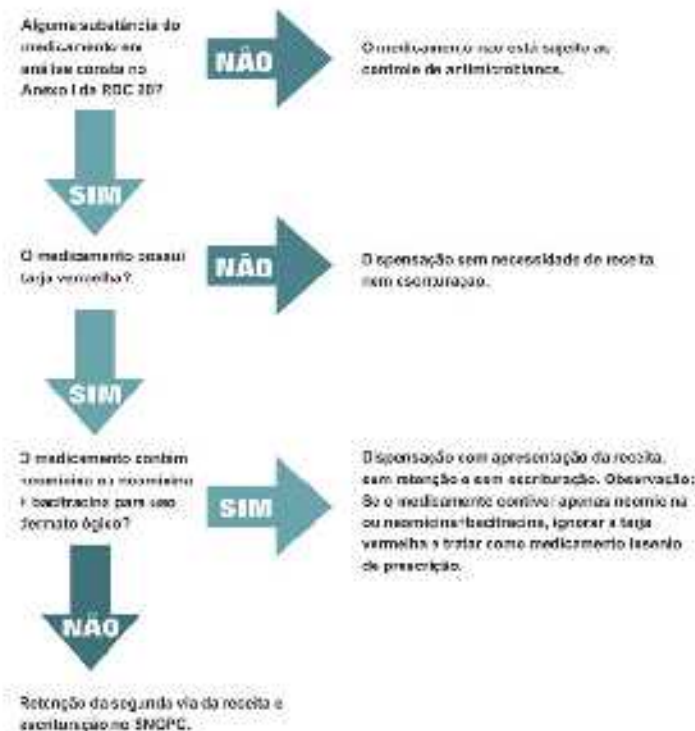 Alguma substância do
medicamento em
análise consta no
Anexo I da RDC 20?
NÃO
O medicamento não está sujeito ao
controle de antimicrobianos.
SIM
O medicamento possui
tarja vermelha?
NÃO
Dispensação sem necessidade de receita
nem escrituração.
SIM
O medicamento contém
neomicina ou neomicina
+ bacitracina para uso
dermatológico?
SIM
Dispensação com apresentação da receita,
sem retenção e sem escrituração. Observação:
Se o medicamento contiver apenas neomicina
ou neomicina+bacitracina, ignorar a tarja
vermelha e tratar como medicamento isento
de prescrição.
NÃO
Retenção da segunda via da receita e
escrituração no SNGPC.